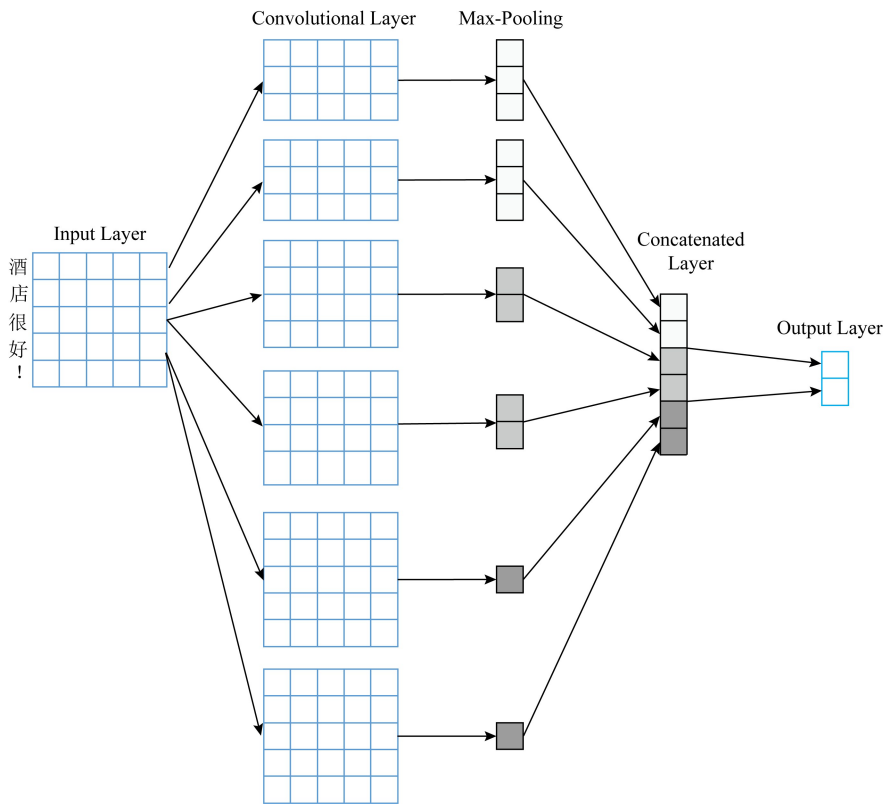 Convolutional Layer
Max-Pooling
Input Layer
酒
店
很
好
!
Concatenated
Layer
Output Layer